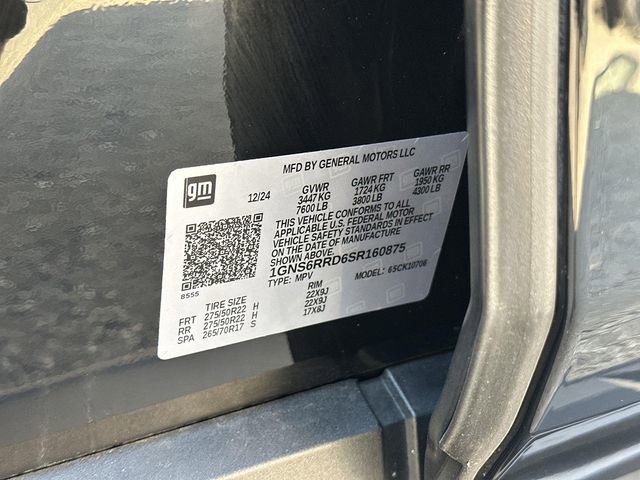 MFD BY GENERAL MOTORS LLC
gm
12/24
GVWR GAWR FRT GAWR RR
3447 KG 1724 KG 1950 KG
7600 LB 3800 LB 4300 LB
THIS VEHICLE CONFORMS TO ALL
APPLICABLE U.S. FEDERAL MOTOR
VEHICLE SAFETY STANDARDS IN EFFECT
ON THE DATE OF MANUFACTURE
SHOWN ABOVE.
1GNS6RRD6SR160875
TYPE: MPV MODEL: 6SCK10706
8555
TIRE SIZE RIM
FRT 275/50R22 H 22X9J
RR 275/50R22 H 22X9J
SPA 265/70R17 S 17X8J